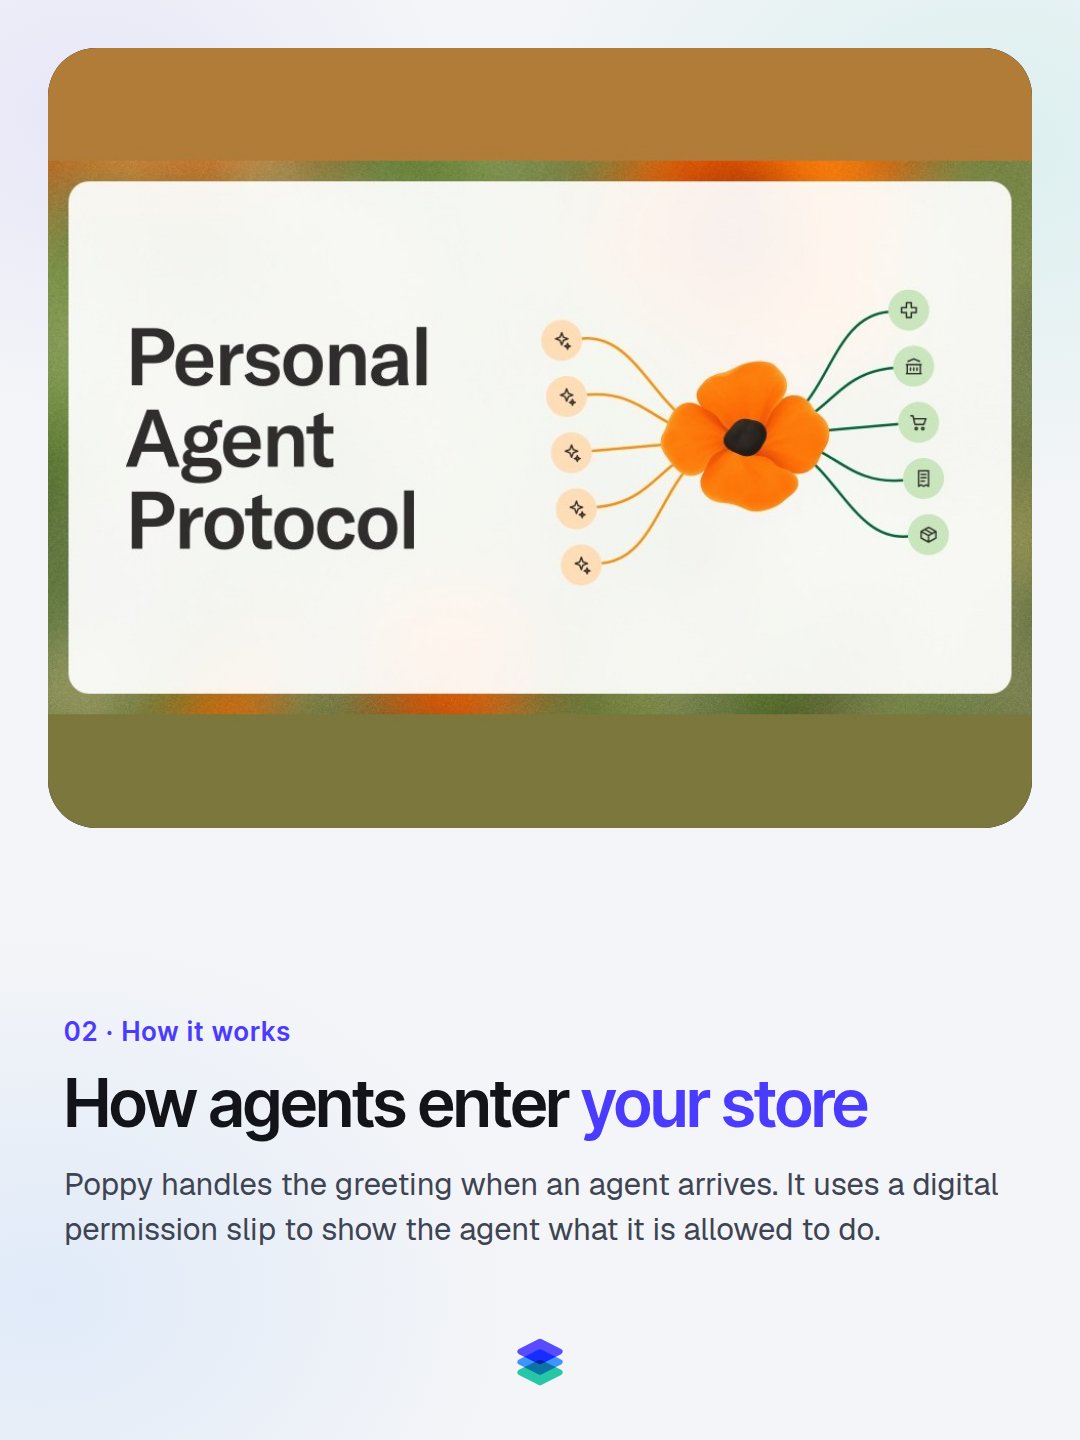 Personal
Agent
Protocol
02 · How it works
How agents enter your store
Poppy handles the greeting when an agent arrives. It uses a digital
permission slip to show the agent what it is allowed to do.